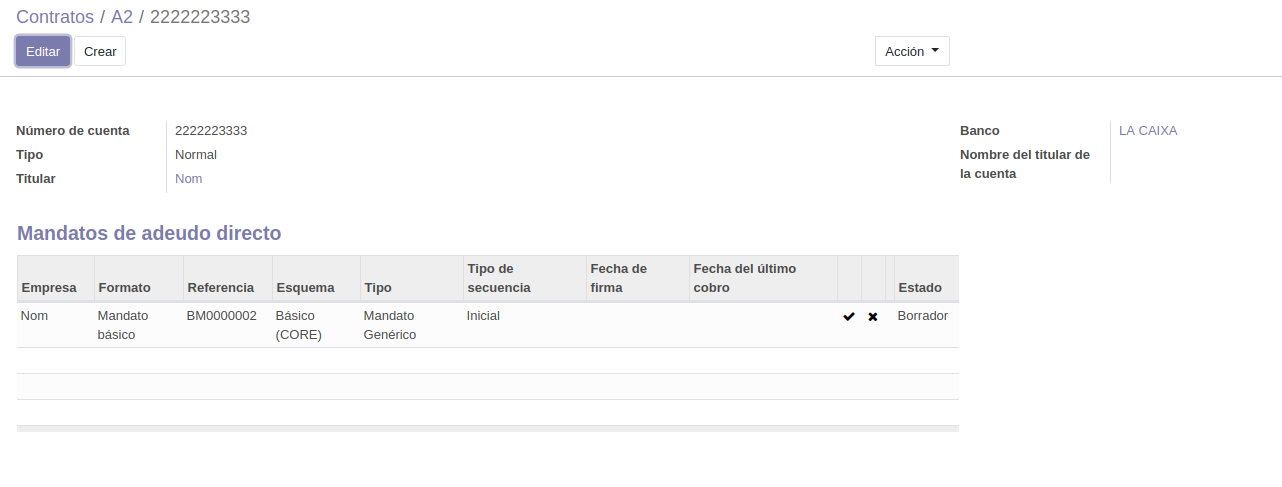 Contratos / A2 / 2222223333
Editar Crear Acción
Número de cuenta 2222223333 Banco LA CAIXA
Tipo Normal Nombre del titular de
la cuenta
Titular Nom
Mandatos de adeudo directo
Empresa Formato Referencia Esquema Tipo Tipo de
secuencia Fecha de
firma Fecha del último
cobro Estado
Nom Mandato
básico BM0000002 Básico
(CORE) Mandato
Genérico Inicial Borrador